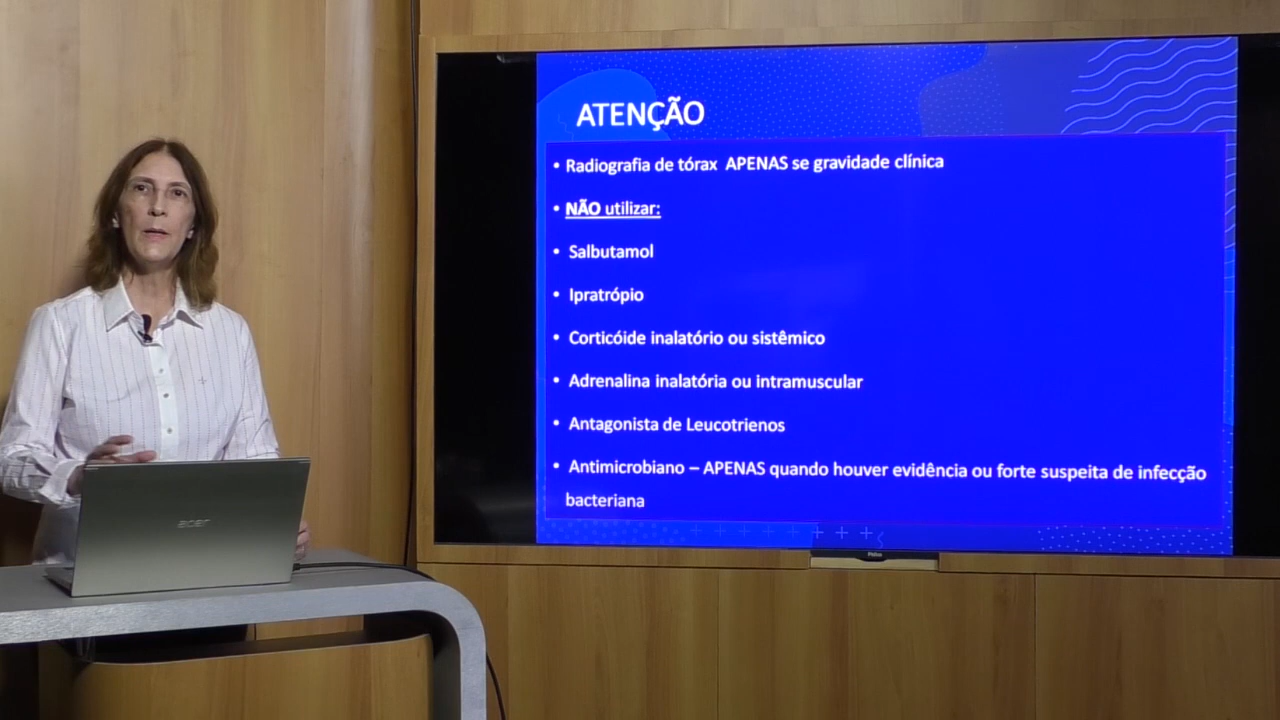 ATENÇÃO
• Radiografia de tórax APENAS se gravidade clínica
• NÃO utilizar:
• Salbutamol
• Ipratrópio
• Corticóide inalatório ou sistêmico
• Adrenalina inalatória ou intramuscular
• Antagonista de Leucotrienos
• Antimicrobiano – APENAS quando houver evidência ou forte suspeita de infecção
bacteriana
acer
Philco